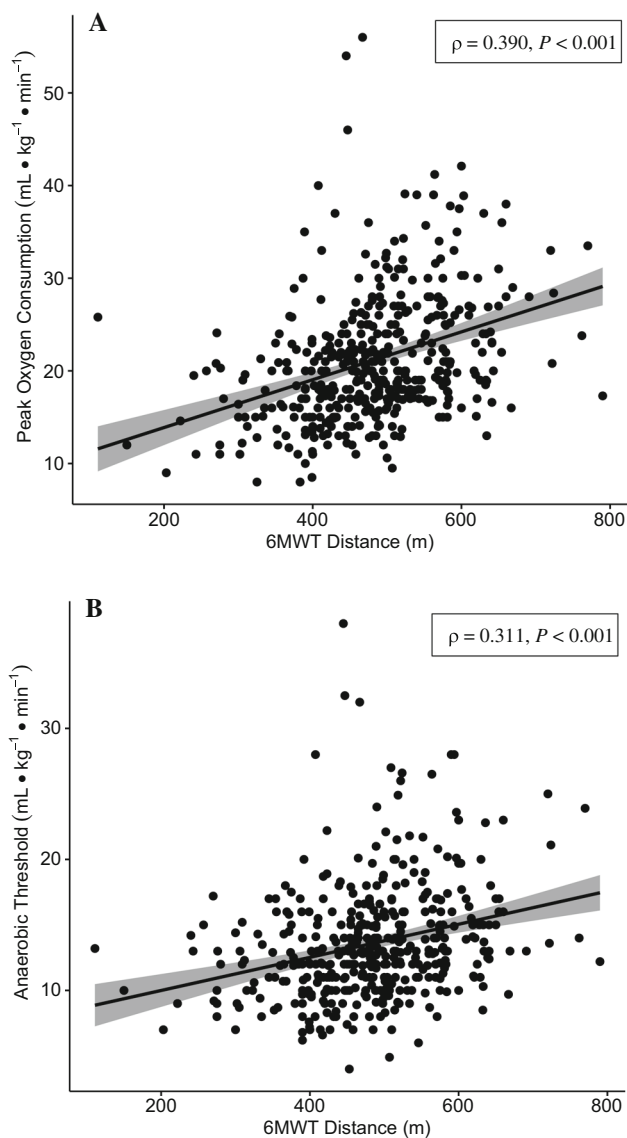 A
ρ = 0.390, P < 0.001
Peak Oxygen Consumption (mL • kg⁻¹ • min⁻¹)
50
40
30
20
10
200 400 600 800
6MWT Distance (m)
B
ρ = 0.311, P < 0.001
Anaerobic Threshold (mL • kg⁻¹ • min⁻¹)
30
20
10
200 400 600 800
6MWT Distance (m)